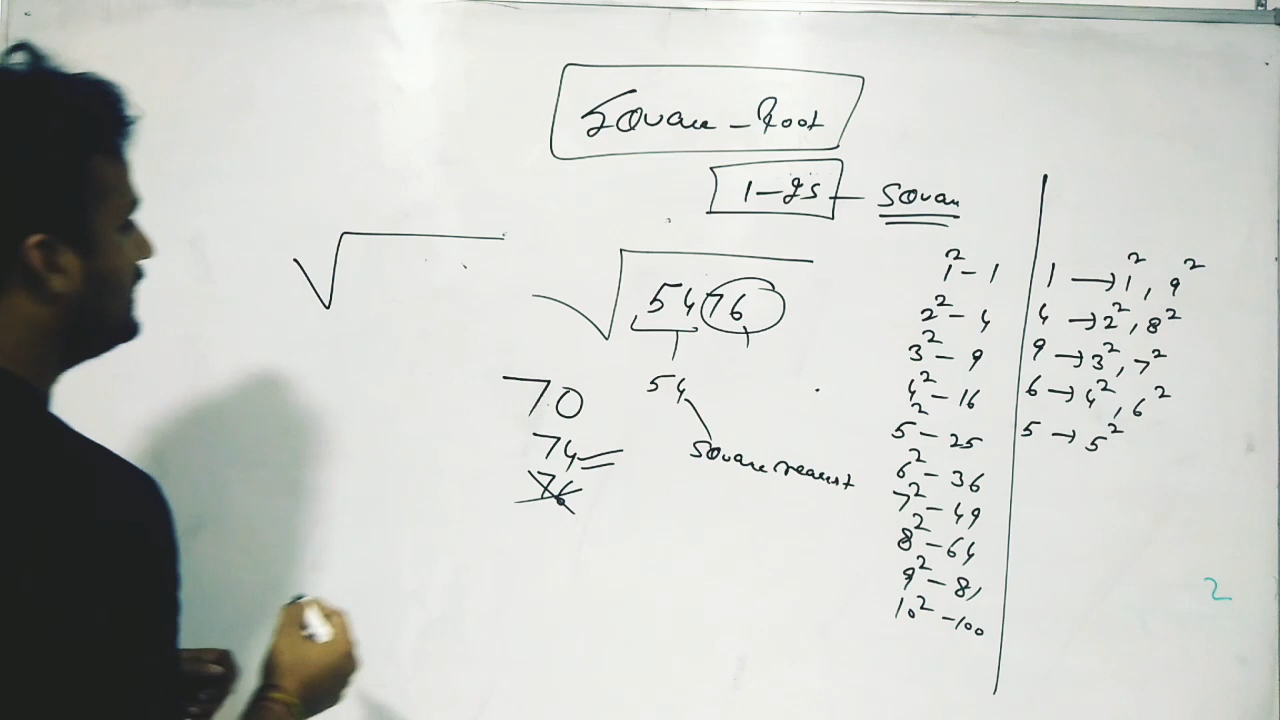 Square - Root
1 - 25 - Square
√5476
54
Square nearest
70
74
76
1² - 1
2² - 4
3² - 9
4² - 16
5² - 25
6² - 36
7² - 49
8² - 64
9² - 81
10² - 100
1 → 1², 9²
4 → 2², 8²
9 → 3², 7²
6 → 4², 6²
5 → 5²
2